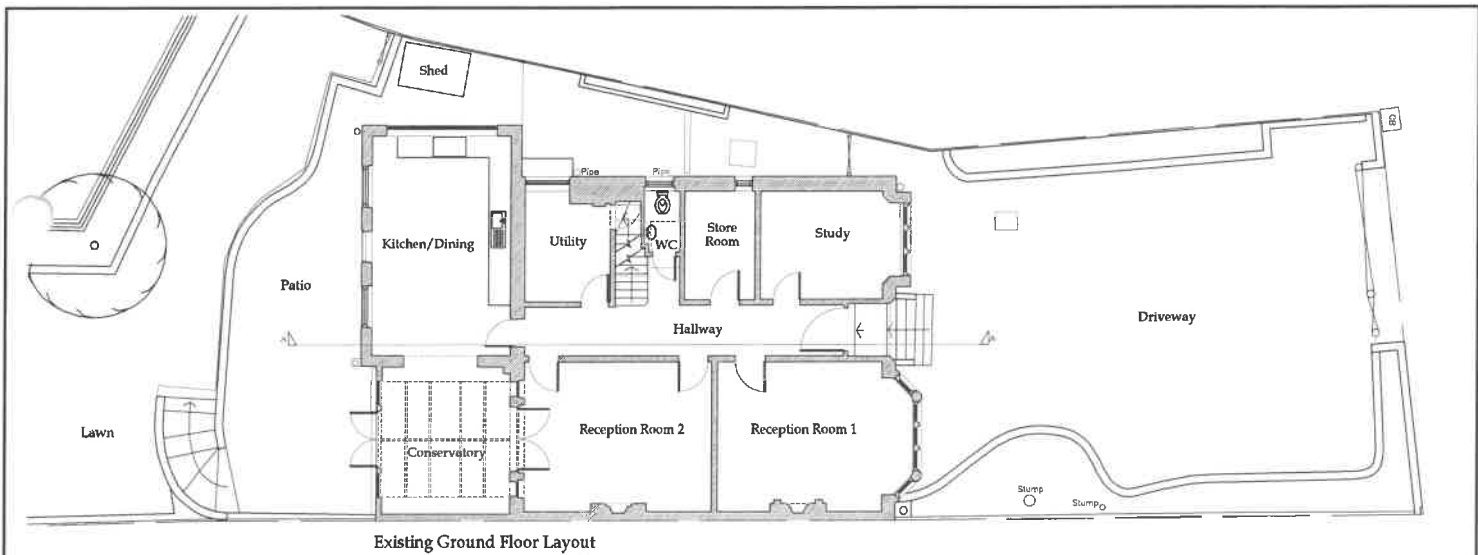 Shed
GB
Pipe
Pipe
Kitchen/Dining
Utility
WC
Store
Room
Study
Patio
Hallway
Driveway
Lawn
Conservatory
Reception Room 2
Reception Room 1
Stump
Stump
Existing Ground Floor Layout